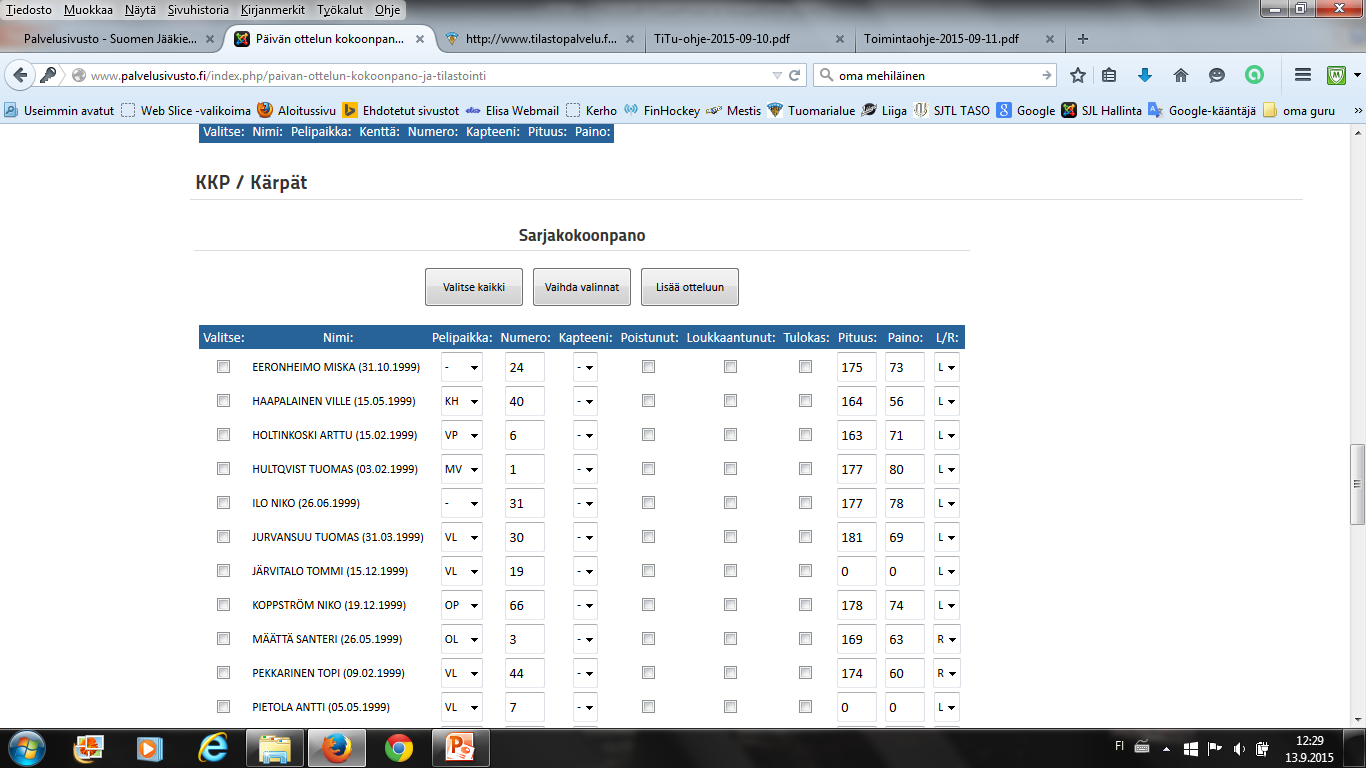 Tiedosto Muokkaa Näytä Sivuhistoria Kirjanmerkit Työkalut Ohje
Palvelusivusto - Suomen Jääkie... Päivän ottelun kokoonpan... http://www.tilastopalvelu.f... TiTu-ohje-2015-09-10.pdf Toimintaohje-2015-09-11.pdf
www.palvelusivusto.fi/index.php/paivan-ottelun-kokoonpano-ja-tilastointi oma mehiläinen
Useimmin avatut Web Slice -valikoima Aloitussivu Ehdotetut sivustot Elisa Webmail Kerho FinHockey Mestis Tuomarialue Liiga SJTL TASO Google SJL Hallinta Google-kääntäjä oma guru
Valitse: Nimi: Pelipaikka: Kenttä: Numero: Kapteeni: Pituus: Paino:
KKP / Kärpät
Sarjakokoonpano
Valitse kaikki Vaihda valinnat Lisää otteluun
Valitse: Nimi: Pelipaikka: Numero: Kapteeni: Poistunut: Loukkaantunut: Tulokas: Pituus: Paino: L/R:
EERONHEIMO MISKA (31.10.1999) - 24 - 175 73 L
HAAPALAINEN VILLE (15.05.1999) KH 40 - 164 56 L
HOLTINKOSKI ARTTU (15.02.1999) VP 6 - 163 71 L
HULTQVIST TUOMAS (03.02.1999) MV 1 - 177 80 L
ILO NIKO (26.06.1999) - 31 - 177 78 L
JURVANSUU TUOMAS (31.03.1999) VL 30 - 181 69 L
JÄRVITALO TOMMI (15.12.1999) VL 19 - 0 0 L
KOPPSTRÖM NIKO (19.12.1999) OP 66 - 178 74 L
MÄÄTTÄ SANTERI (26.05.1999) OL 3 - 169 63 R
PEKKARINEN TOPI (09.02.1999) VL 44 - 174 60 R
PIETOLA ANTTI (05.05.1999) VL 7 - 0 0 L
FI 12:29
13.9.2015